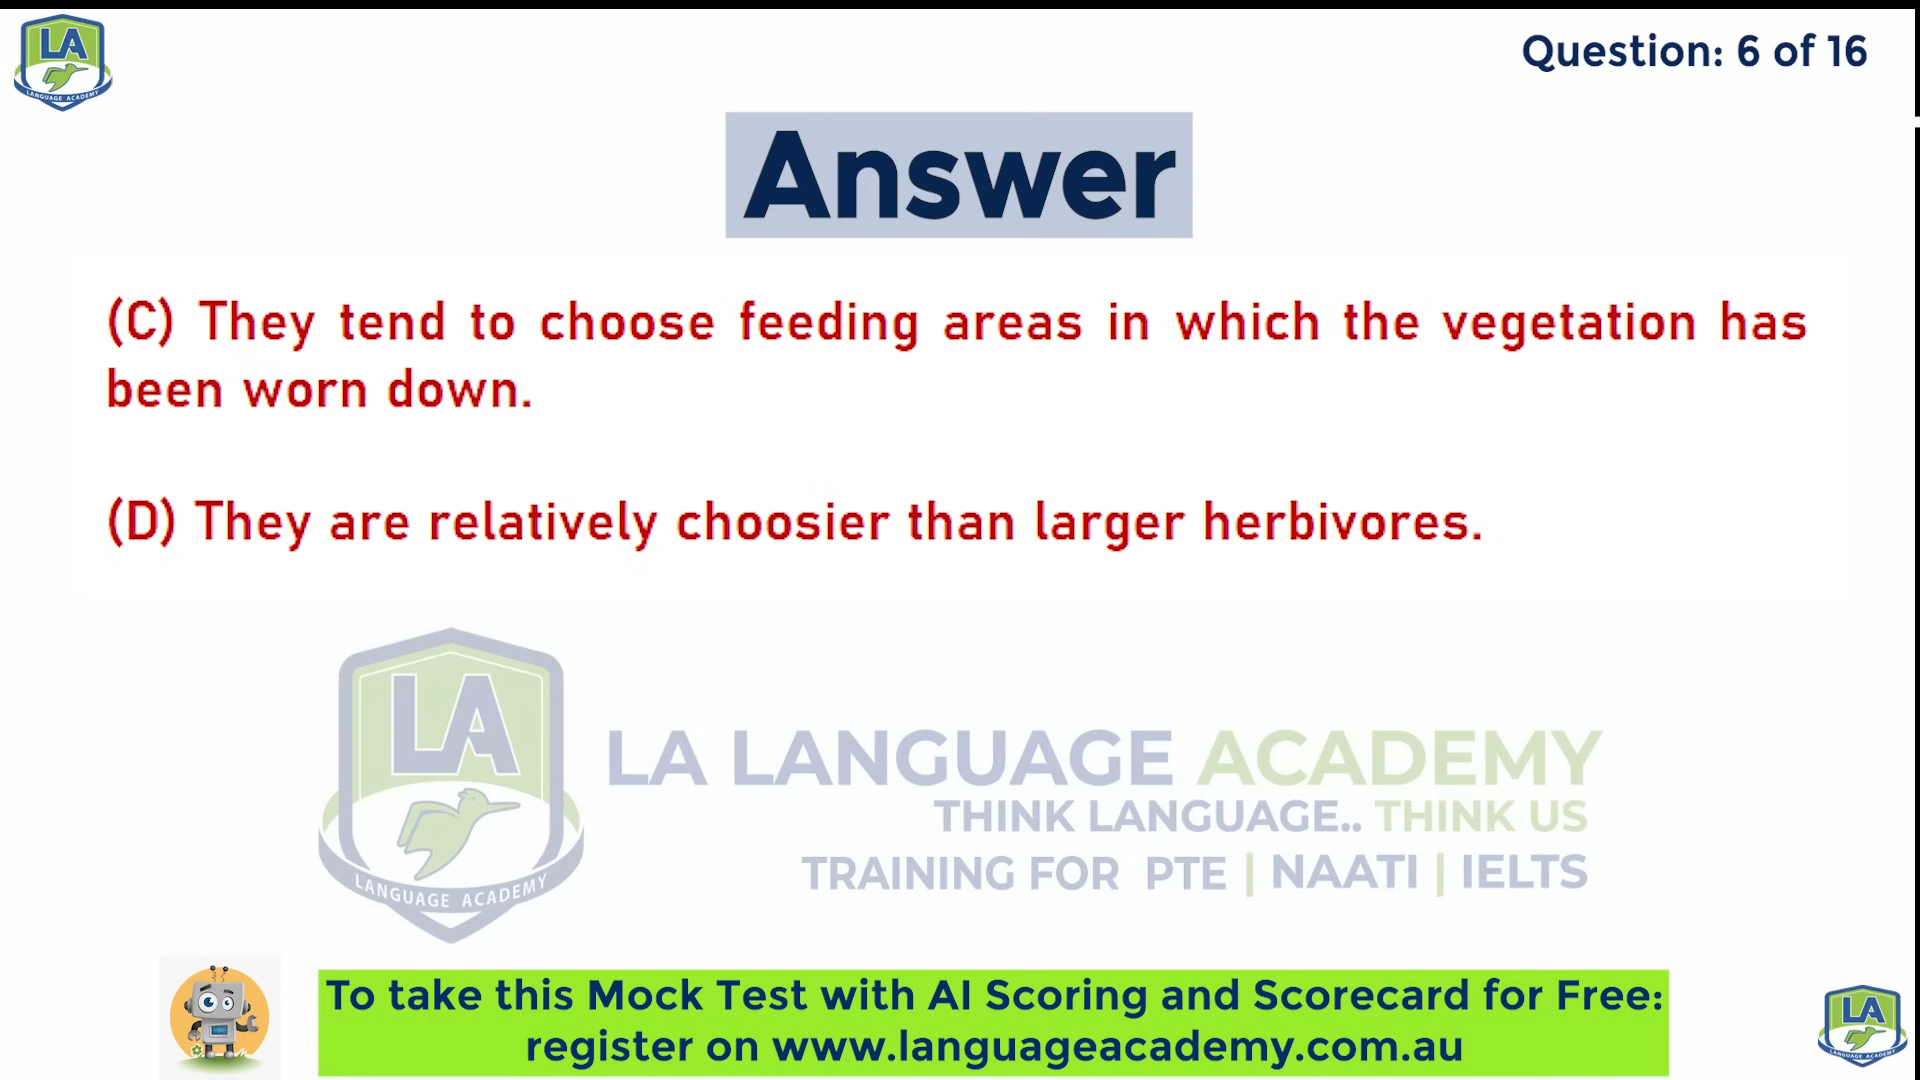 LA
LANGUAGE ACADEMY
Question: 6 of 16
Answer
(C) They tend to choose feeding areas in which the vegetation has
been worn down.
(D) They are relatively choosier than larger herbivores.
LA
LANGUAGE ACADEMY
LA LANGUAGE ACADEMY
THINK LANGUAGE.. THINK US
TRAINING FOR PTE | NAATI | IELTS
To take this Mock Test with AI Scoring and Scorecard for Free:
register on www.languageacademy.com.au
LA
LANGUAGE ACADEMY